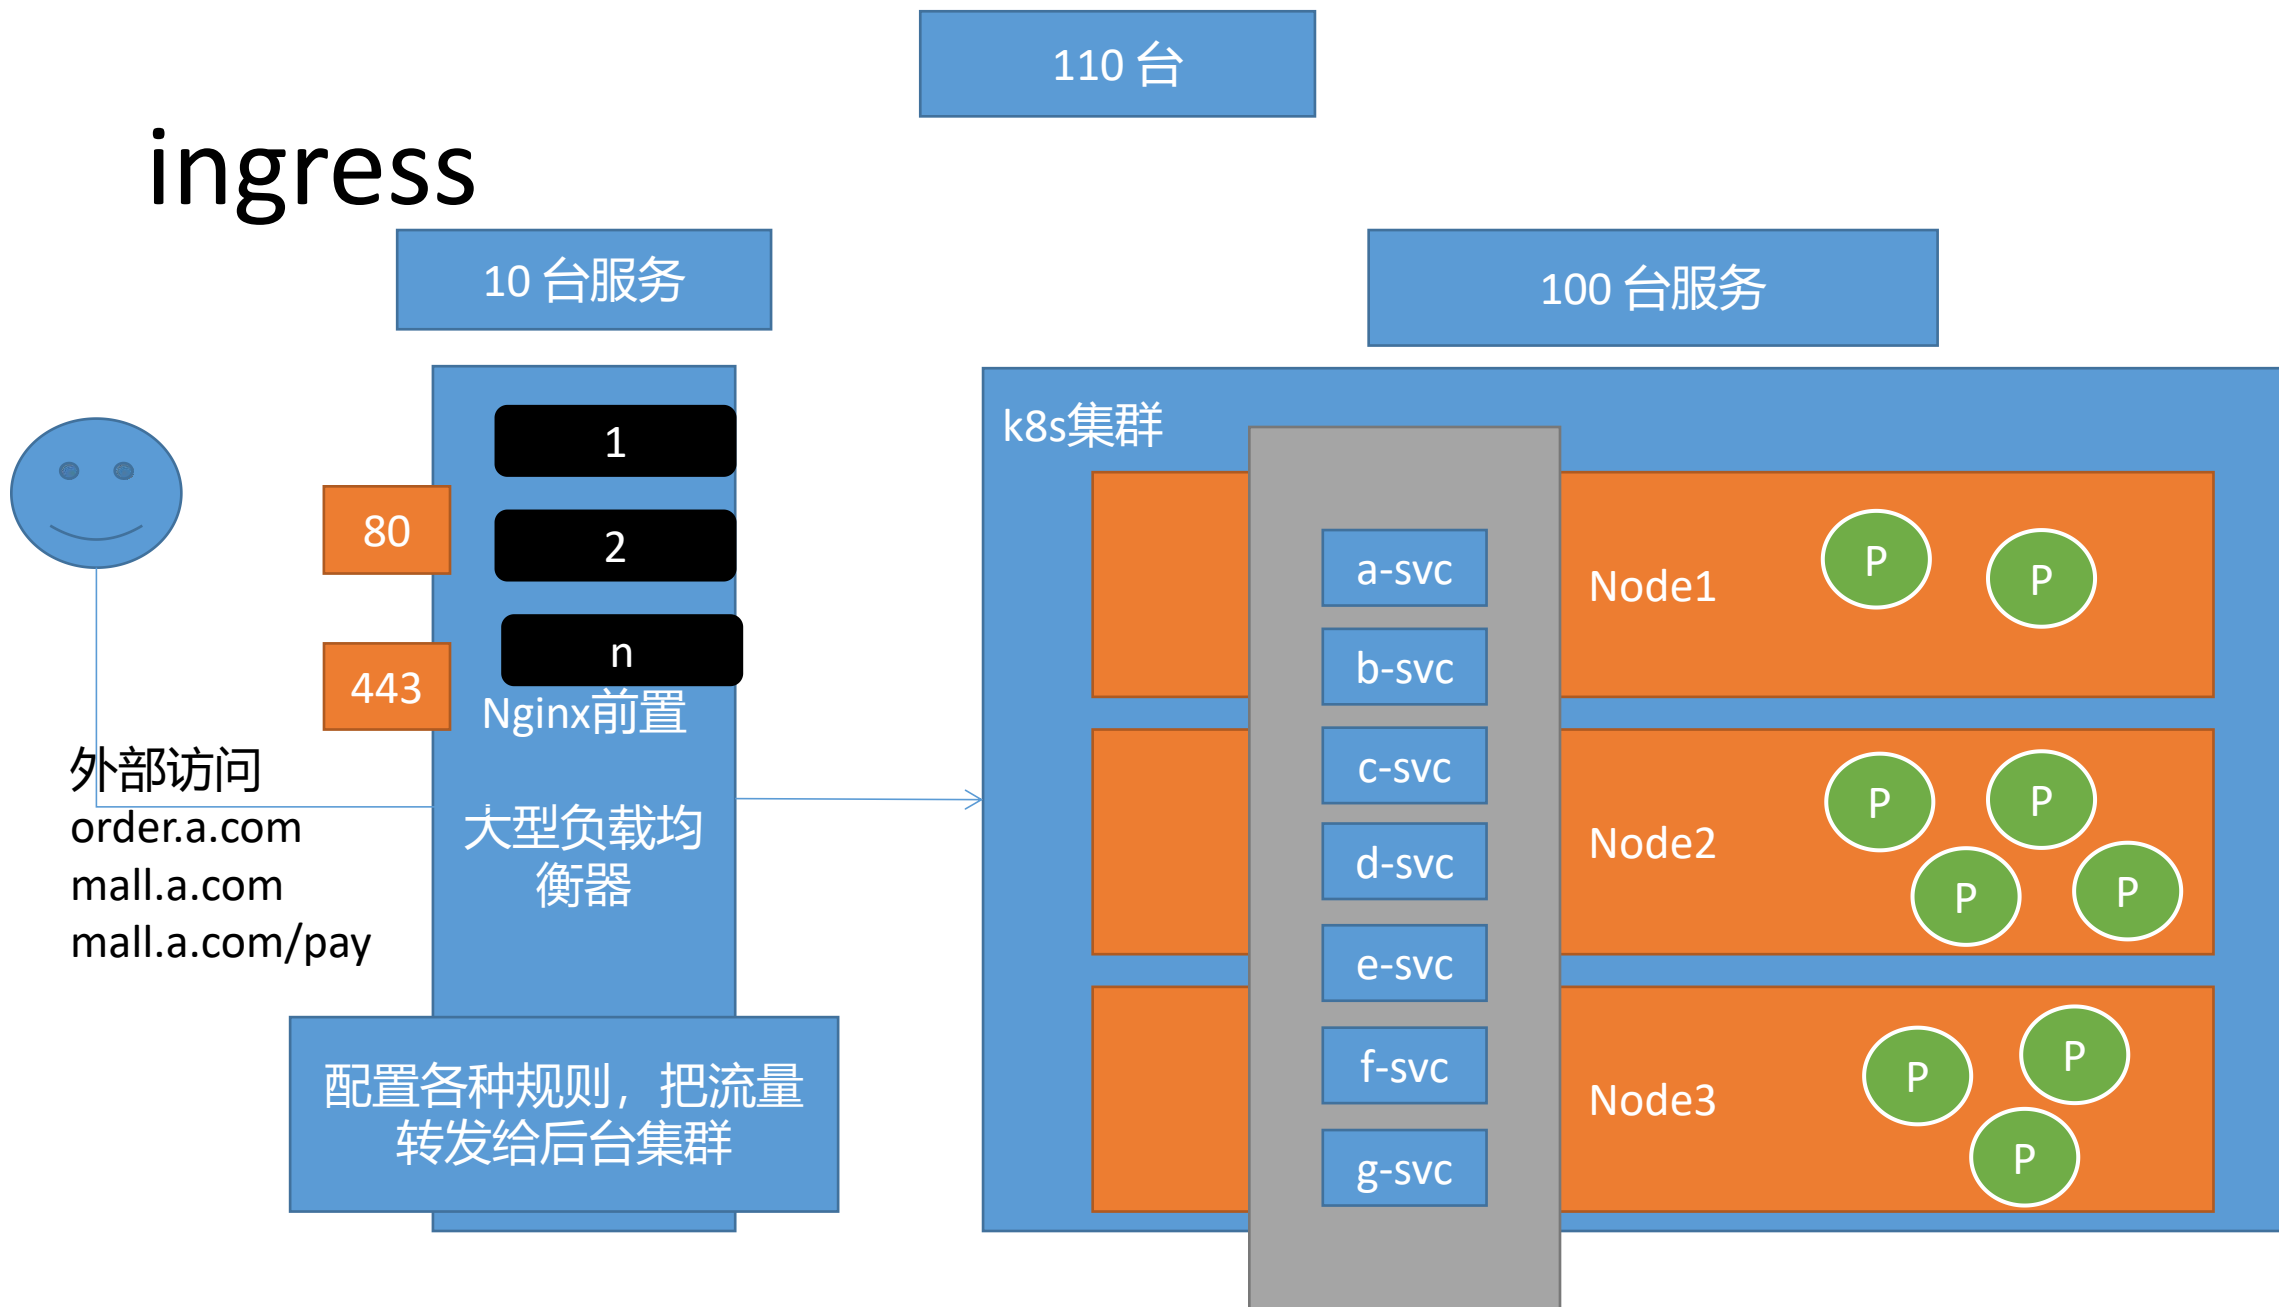 110 台
ingress
10 台服务
100 台服务
1
2
n
80
443
Nginx前置
大型负载均
衡器
外部访问
order.a.com
mall.a.com
mall.a.com/pay
配置各种规则，把流量
转发给后台集群
k8s集群
a-svc
b-svc
c-svc
d-svc
e-svc
f-svc
g-svc
Node1
P
P
Node2
P
P
P
P
Node3
P
P
P